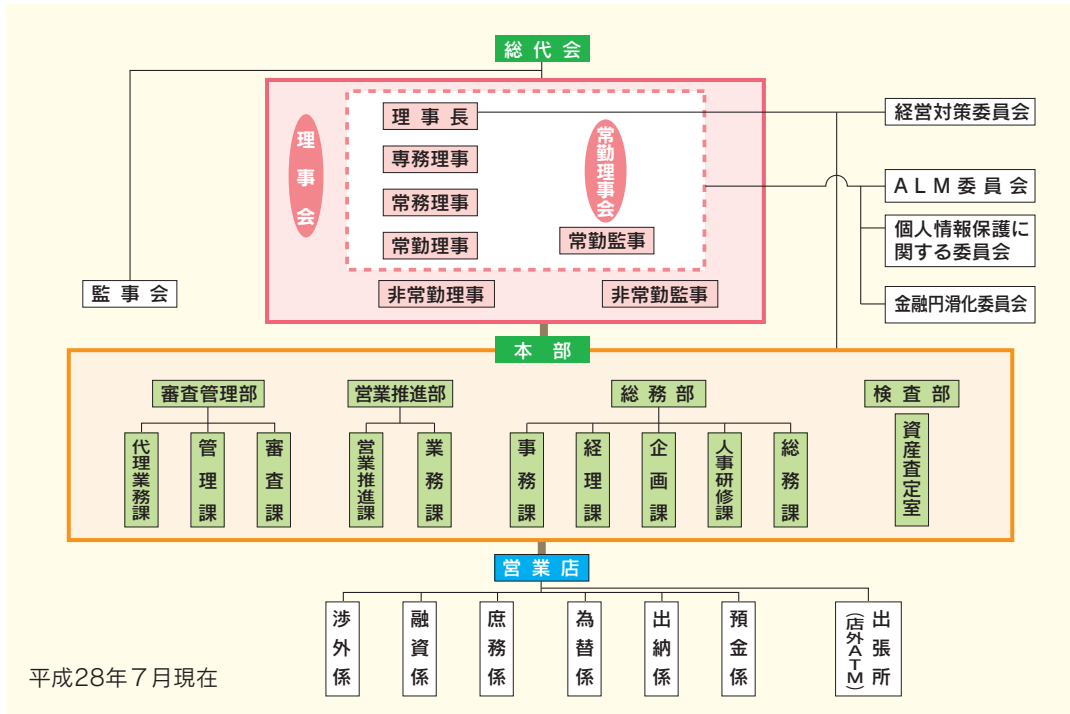 総代会
理事会
理事長
専務理事
常務理事
常勤理事
常勤理事会
常勤監事
非常勤理事
非常勤監事
監事会
経営対策委員会
ALM委員会
個人情報保護に
関する委員会
金融円滑化委員会
本部
審査管理部
営業推進部
総務部
検査部
代理業務課
管理課
審査課
営業推進課
業務課
事務課
経理課
企画課
人事研修課
総務課
資産査定室
営業店
渉外係
融資係
庶務係
為替係
出納係
預金係
出張所
(店外ATM)
平成28年7月現在